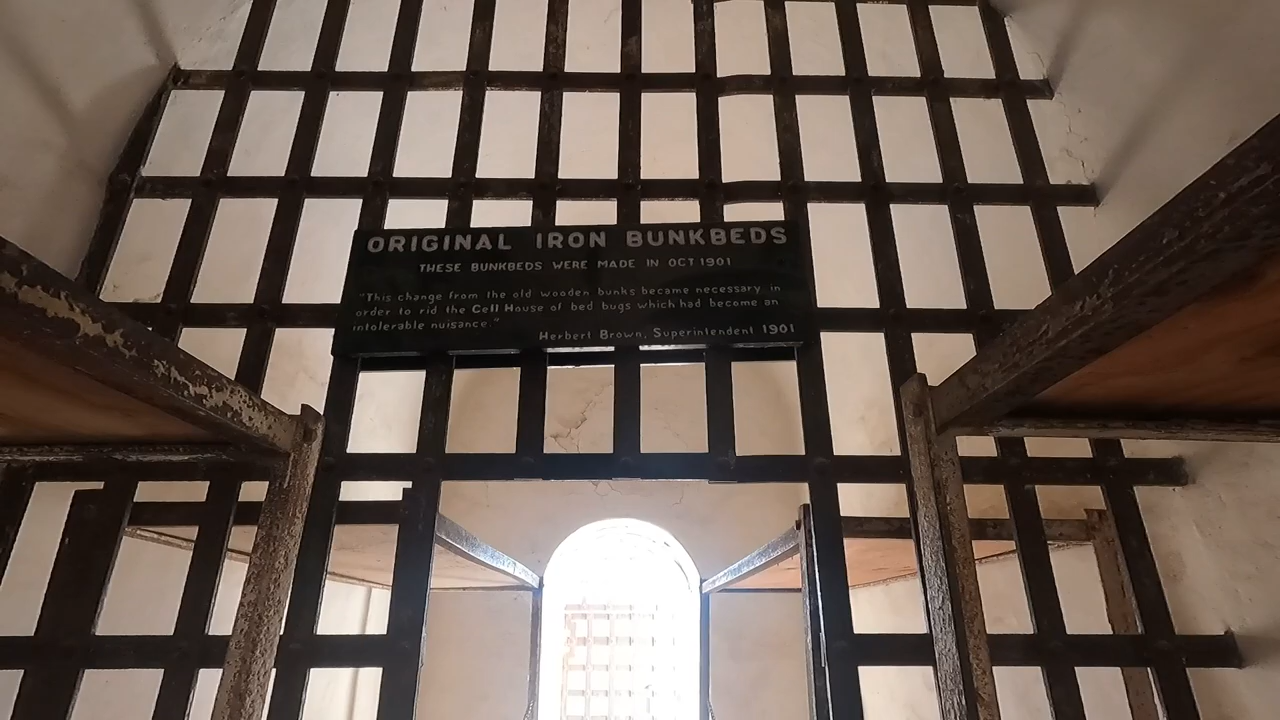 ORIGINAL IRON BUNKBEDS
THESE BUNKBEDS WERE MADE IN OCT 1901
"This change from the old wooden bunks became necessary in
order to rid the Cell House of bed bugs which had become an
intolerable nuisance."
Herbert Brown, Superintendent 1901